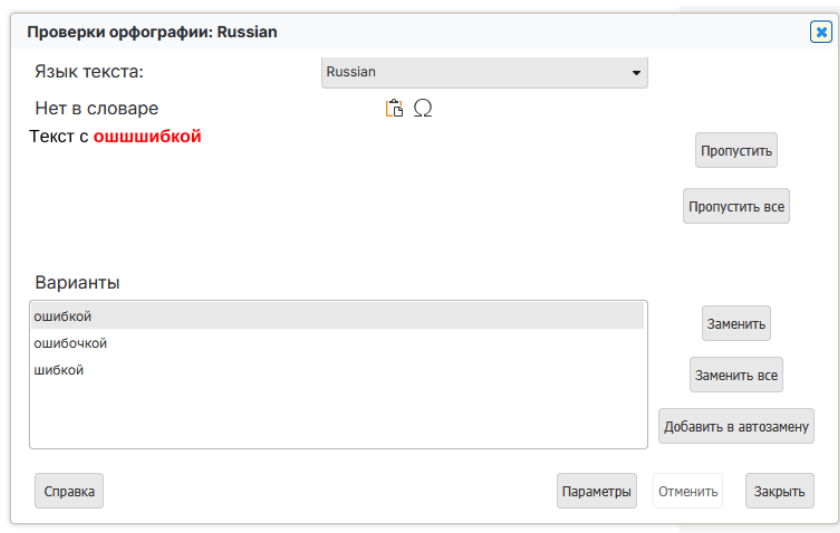 Проверки орфографии: Russian
Язык текста: Russian
Нет в словаре
Текст с ошшшибкой
Пропустить
Пропустить все
Варианты
ошибкой
ошибочкой
шибкой
Заменить
Заменить все
Добавить в автозамену
Справка Параметры Отменить Закрыть